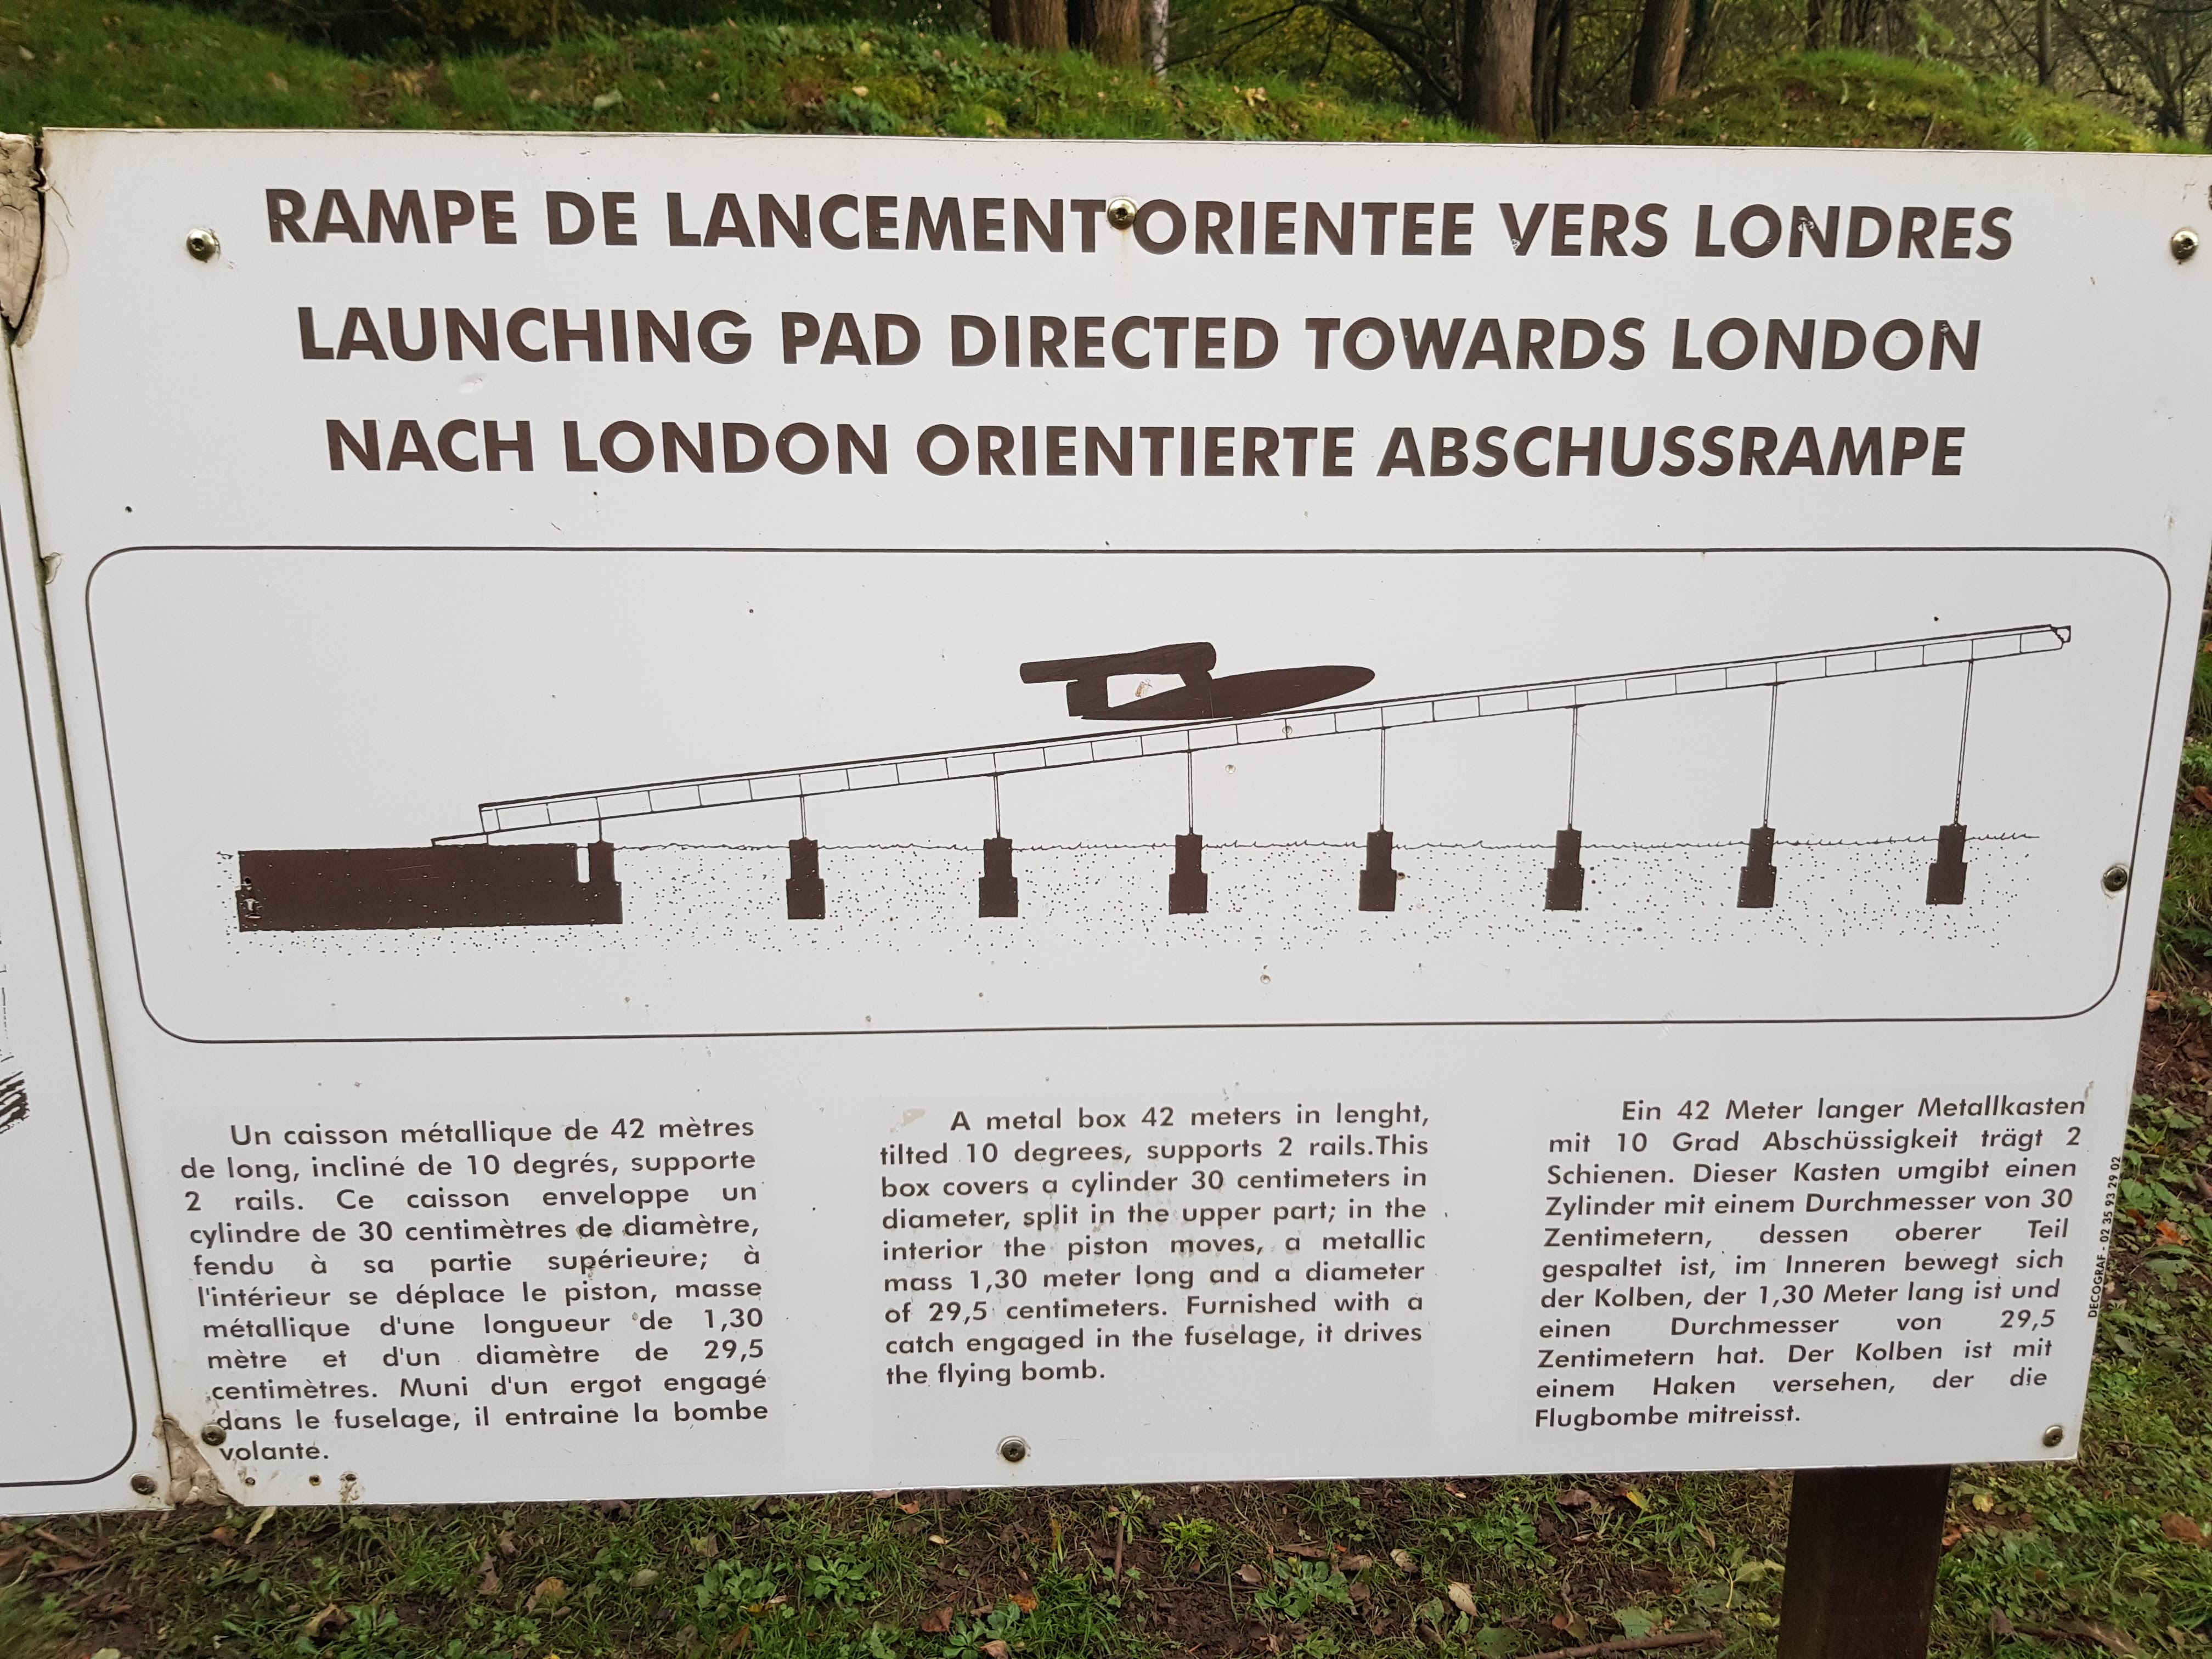 RAMPE DE LANCEMENT ORIENTEE VERS LONDRES
LAUNCHING PAD DIRECTED TOWARDS LONDON
NACH LONDON ORIENTIERTE ABSCHUSSRAMPE
Un caisson métallique de 42 mètres
de long, incliné de 10 degrés, supporte
2 rails. Ce caisson enveloppe un
cylindre de 30 centimètres de diamètre,
fendu à sa partie supérieure; à
l'intérieur se déplace le piston, masse
métallique d'une longueur de 1,30
mètre et d'un diamètre de 29,5
centimètres. Muni d'un ergot engagé
dans le fuselage, il entraine la bombe
volante.
A metal box 42 meters in lenght,
tilted 10 degrees, supports 2 rails.This
box covers a cylinder 30 centimeters in
diameter, split in the upper part; in the
interior the piston moves, a metallic
mass 1,30 meter long and a diameter
of 29,5 centimeters. Furnished with a
catch engaged in the fuselage, it drives
the flying bomb.
Ein 42 Meter langer Metallkasten
mit 10 Grad Abschüssigkeit trägt 2
Schienen. Dieser Kasten umgibt einen
Zylinder mit einem Durchmesser von 30
Zentimetern, dessen oberer Teil
gespaltet ist, im Inneren bewegt sich
der Kolben, der 1,30 Meter lang ist und
einen Durchmesser von 29,5
Zentimetern hat. Der Kolben ist mit
einem Haken versehen, der die
Flugbombe mitreisst.
DECOGRAF - 02 35 93 29 02